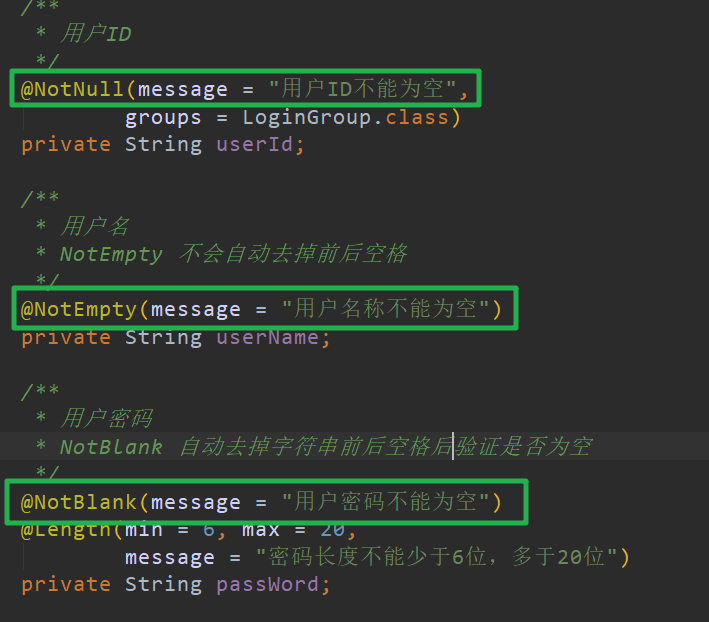 /**
* 用户ID
*/
@NotNull(message = "用户ID不能为空",
groups = LoginGroup.class)
private String userId;
/**
* 用户名
* NotEmpty 不会自动去掉前后空格
*/
@NotEmpty(message = "用户名称不能为空")
private String userName;
/**
* 用户密码
* NotBlank 自动去掉字符串前后空格后验证是否为空
*/
@NotBlank(message = "用户密码不能为空")
@Length(min = 6, max = 20,
message = "密码长度不能少于6位，多于20位")
private String passWord;